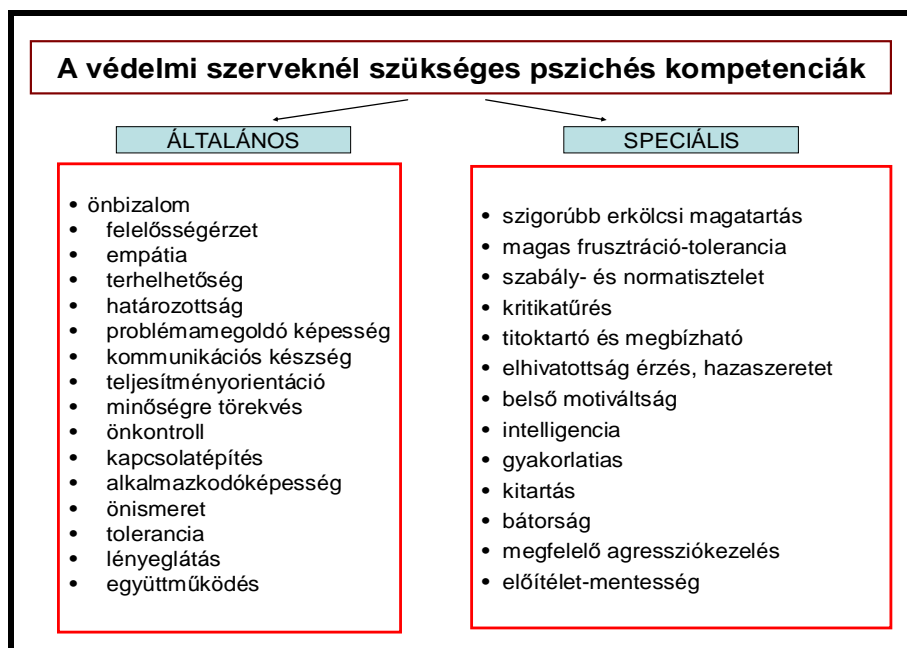 A védelmi szerveknél szükséges pszichés kompetenciák
ÁLTALÁNOS
• önbizalom
• felelősségérzet
• empátia
• terhelhetőség
• határozottság
• problémamegoldó képesség
• kommunikációs készség
• teljesítményorientáció
• minőségre törekvés
• önkontroll
• kapcsolatépítés
• alkalmazkodóképesség
• önismeret
• tolerancia
• lényeglátás
• együttműködés
SPECIÁLIS
• szigorúbb erkölcsi magatartás
• magas frusztráció-tolerancia
• szabály- és normatisztelet
• kritikatűrés
• titoktartó és megbízható
• elhivatottság érzés, hazaszeretet
• belső motiváltság
• intelligencia
• gyakorlatias
• kitartás
• bátorság
• megfelelő agressziókezelés
• előítélet-mentesség